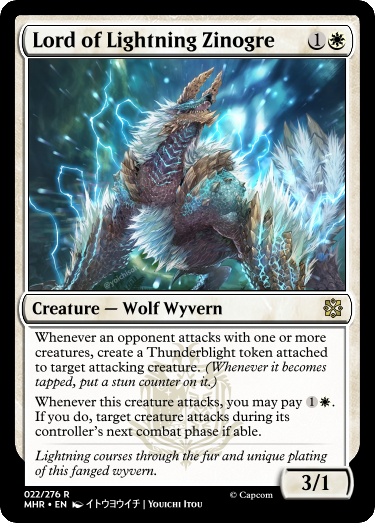 Lord of Lightning Zinogre 1
Creature — Wolf Wyvern
Whenever an opponent attacks with one or more
creatures, create a Thunderblight token attached
to target attacking creature. (Whenever it becomes
tapped, put a stun counter on it.)
Whenever this creature attacks, you may pay 1.
If you do, target creature attacks during its
controller's next combat phase if able.
Lightning courses through the fur and unique plating
of this fanged wyvern.
3/1
022/276 R
© Capcom
MHR • EN イトウヨウイチ | Youichi Itou